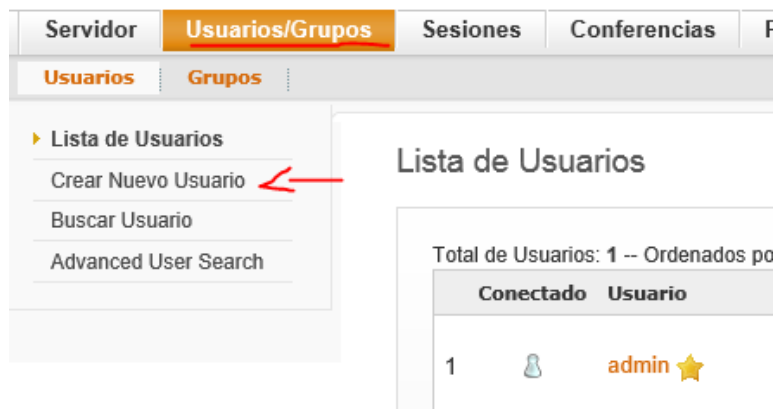 Servidor Usuarios/Grupos Sesiones Conferencias
Usuarios Grupos
Lista de Usuarios
Crear Nuevo Usuario
Buscar Usuario
Advanced User Search
Lista de Usuarios
Total de Usuarios: 1 -- Ordenados po
Conectado Usuario
1 admin